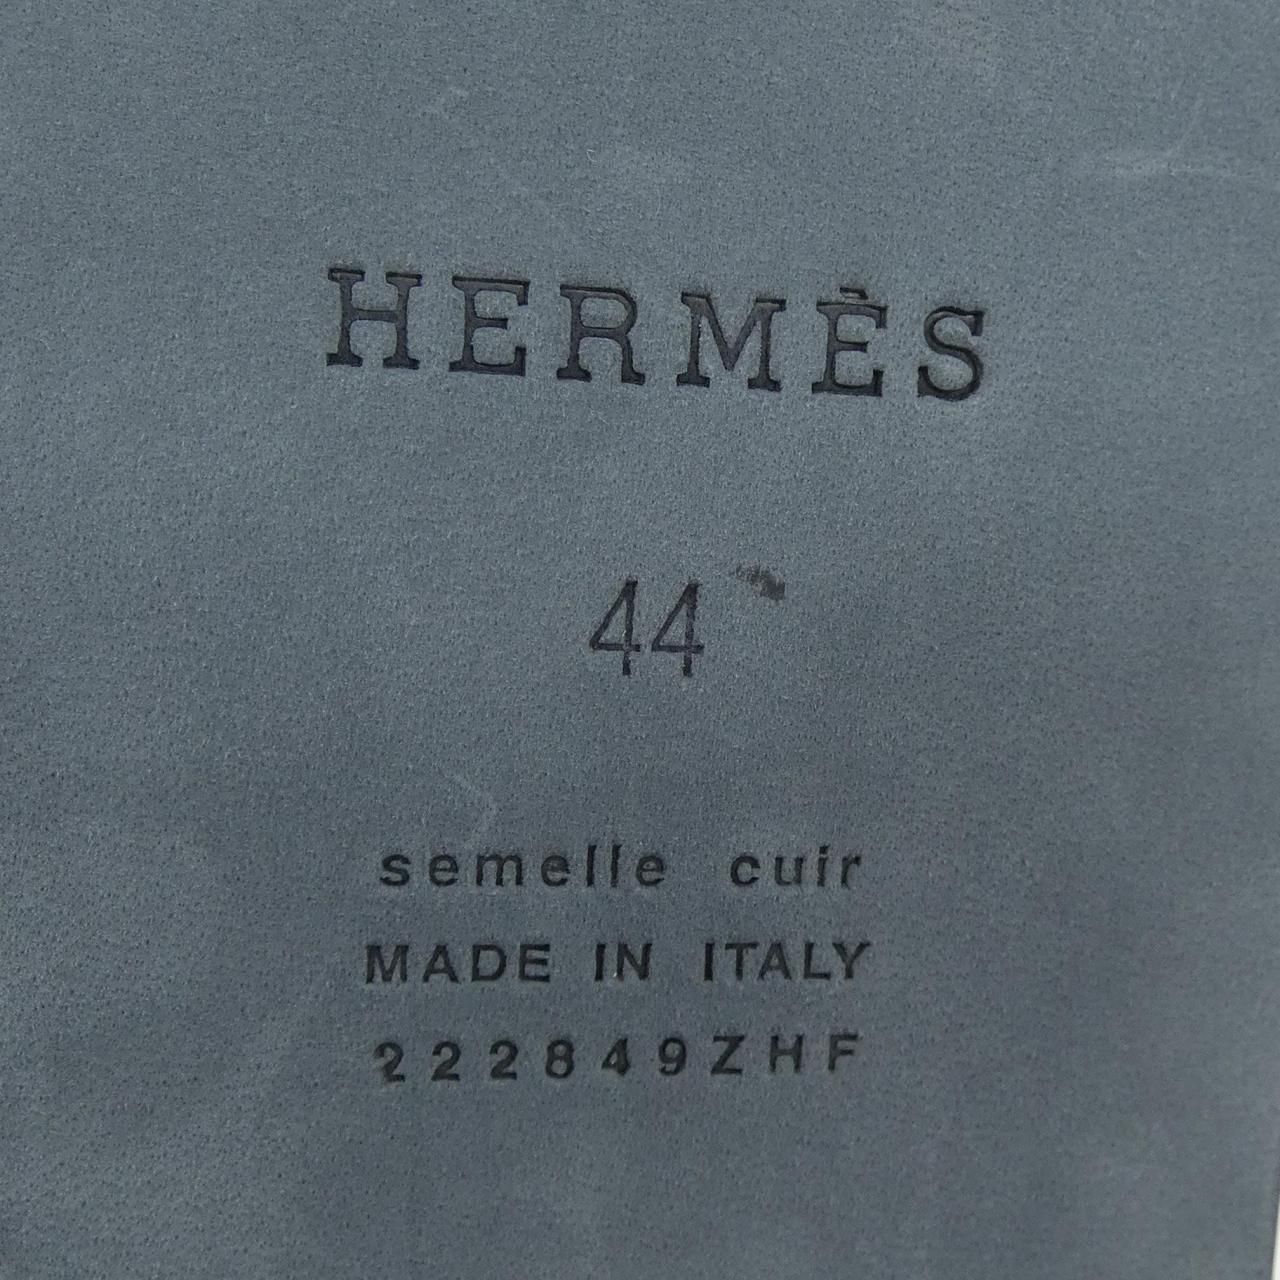 HERMÈS
44
semelle cuir
MADE IN ITALY
222849ZHF